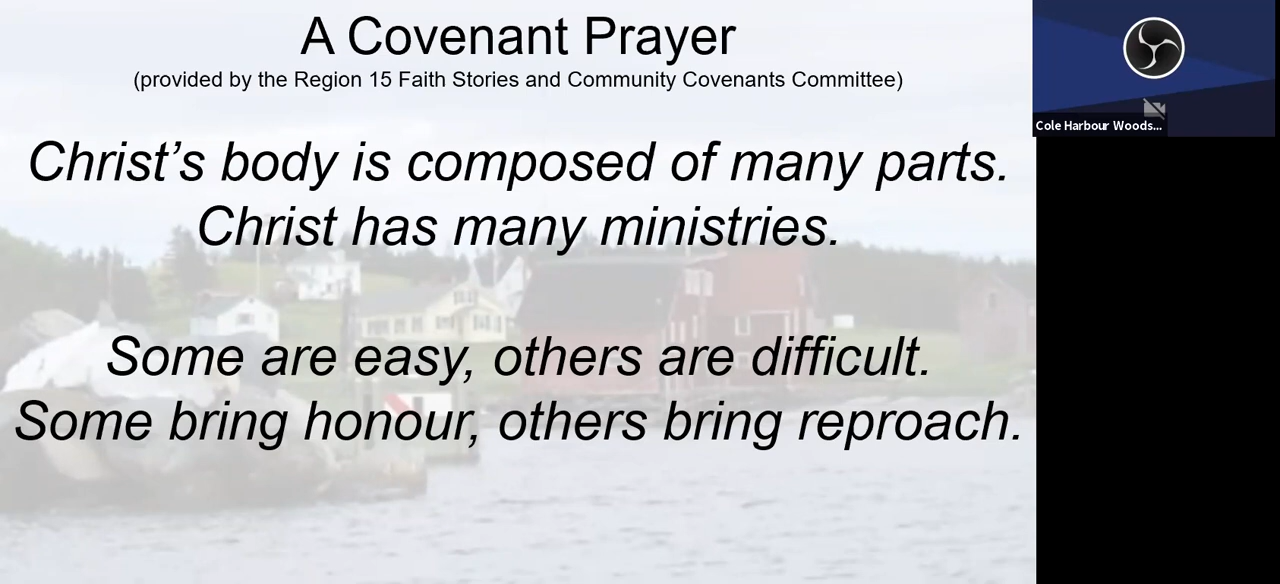 A Covenant Prayer
(provided by the Region 15 Faith Stories and Community Covenants Committee)
Christ’s body is composed of many parts.
Christ has many ministries.
Some are easy, others are difficult.
Some bring honour, others bring reproach.
Cole Harbour Woods...